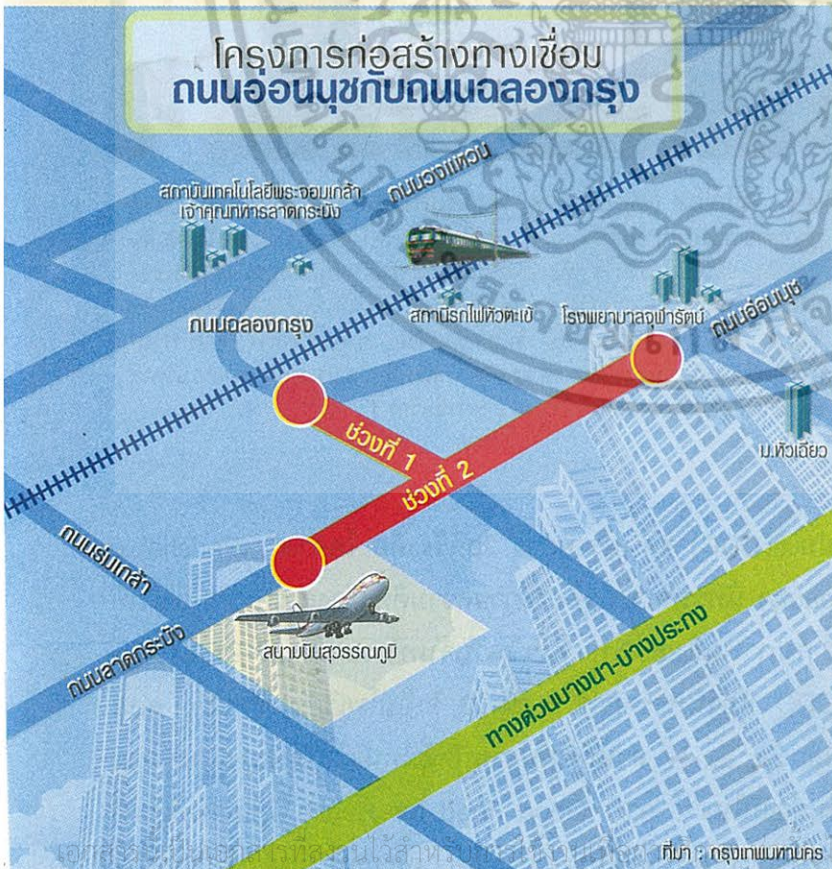 โครงการก่อสร้างทางเชื่อม
ถนนอ่อนนุชกับถนนฉลองกรุง
สถาบันเทคโนโลยีพระจอมเกล้า
เจ้าคุณทหารลาดกระบัง
ถนนวงแหวน
ถนนฉลองกรุง
สถานีรถไฟหัวตะเข้
โรงพยาบาลจุฬารัตน์
ถนนอ่อนนุช
ม.หัวเฉียว
ช่วงที่ 1
ช่วงที่ 2
ถนนร่มเกล้า
ถนนลาดกระบัง
สนามบินสุวรรณภูมิ
ทางด่วนบางนา-บางปะกง
ที่มา : กรุงเทพมหานคร